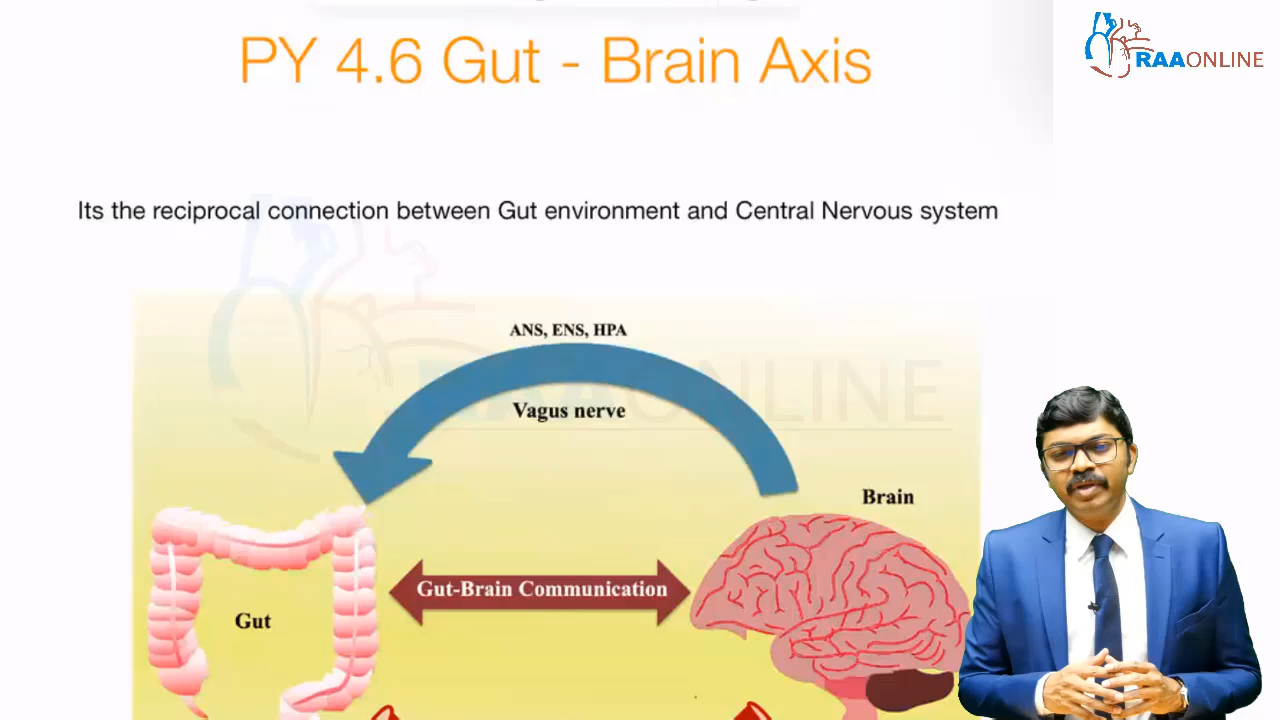 PY 4.6 Gut - Brain Axis
RAAONLINE
Its the reciprocal connection between Gut environment and Central Nervous system
ANS, ENS, HPA
RAAONLINE
Vagus nerve
Brain
Gut-Brain Communication
Gut